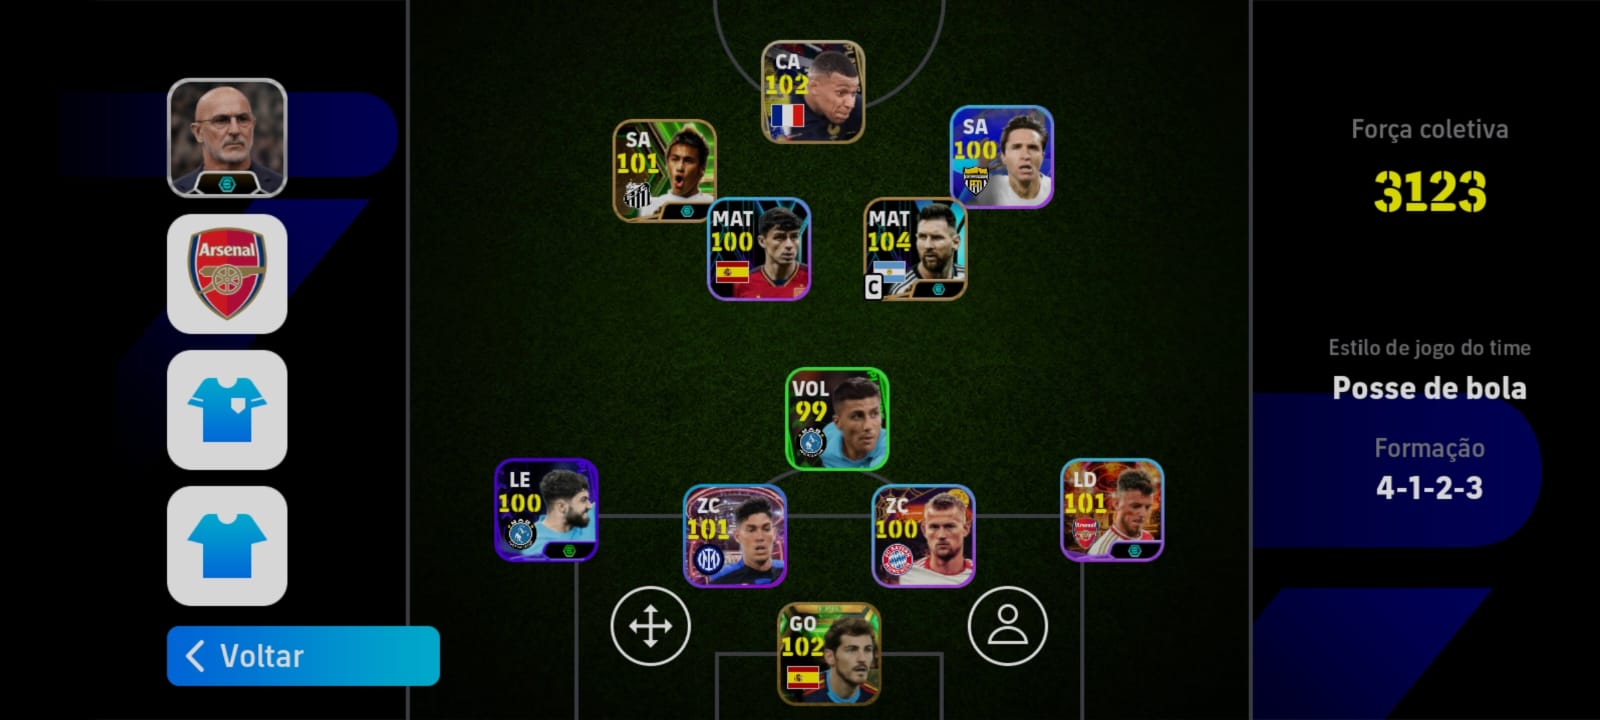 Arsenal
Voltar
CA
102
SA
101
SA
100
MAT
100
MAT
104
C
VOL
99
LE
100
ZC
101
ZC
100
LD
101
GO
102
Força coletiva
3123
Estilo de jogo do time
Posse de bola
Formação
4-1-2-3